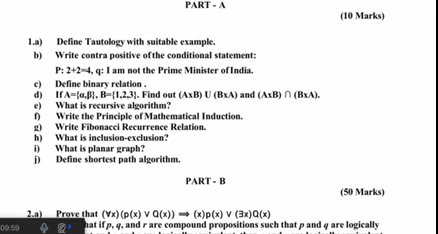 PART - A
(10 Marks)
1.a) Define Tautology with suitable example.
b) Write contra positive of the conditional statement:
P: 2+2=4, q: I am not the Prime Minister of India.
c) Define binary relation .
d) If A={α,β}, B={1,2,3}. Find out (AxB) U (BxA) and (AxB) ∩ (BxA).
e) What is recursive algorithm?
f) Write the Principle of Mathematical Induction.
g) Write Fibonacci Recurrence Relation.
h) What is inclusion-exclusion?
i) What is planar graph?
j) Define shortest path algorithm.
PART - B
(50 Marks)
2.a) Prove that (∀x)(p(x) ∨ Q(x)) ⟹ (x)p(x) ∨ (∃x)Q(x)
09:59 hat if p, q, and r are compound propositions such that p and q are logically